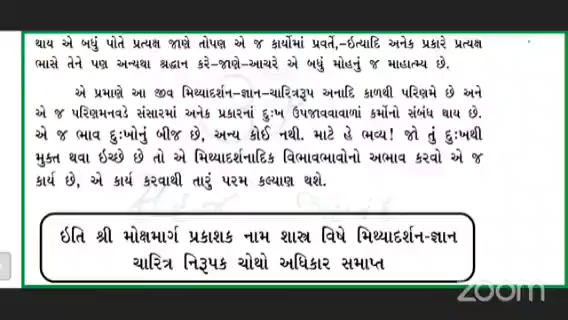 થાય એ બધું પોતે પ્રત્યક્ષ જાણે તોપણ એ જ કાર્યોમાં પ્રવર્તે,–ઇત્યાદિ અનેક પ્રકારે પ્રત્યક્ષ
ભાસે તેને પણ અન્યથા શ્રદ્ધાન કરે–જાણે–આચરે એ બધું મોહનું જ માહાત્મ્ય છે.
એ પ્રમાણે આ જીવ મિથ્યાદર્શન–જ્ઞાન–ચારિત્રરૂપ અનાદિ કાળથી પરિણમે છે અને
એ જ પરિણમનવડે સંસારમાં અનેક પ્રકારનાં દુઃખ ઉપજાવવાવાળાં કર્મોનો સંબંધ થાય છે.
એ જ ભાવ દુઃખોનું બીજ છે, અન્ય કોઈ નથી. માટે હે ભવ્ય! જો તું દુઃખથી
મુક્ત થવા ઇચ્છે છે તો એ મિથ્યાદર્શનાદિક વિભાવભાવોનો અભાવ કરવો એ જ
કાર્ય છે, એ કાર્ય કરવાથી તારું પરમ કલ્યાણ થશે.
ઇતિ શ્રી મોક્ષમાર્ગ પ્રકાશક નામ શાસ્ત્ર વિષે મિથ્યાદર્શન-જ્ઞાન
ચારિત્ર નિરૂપક ચોથો અધિકાર સમાપ્ત
zoom